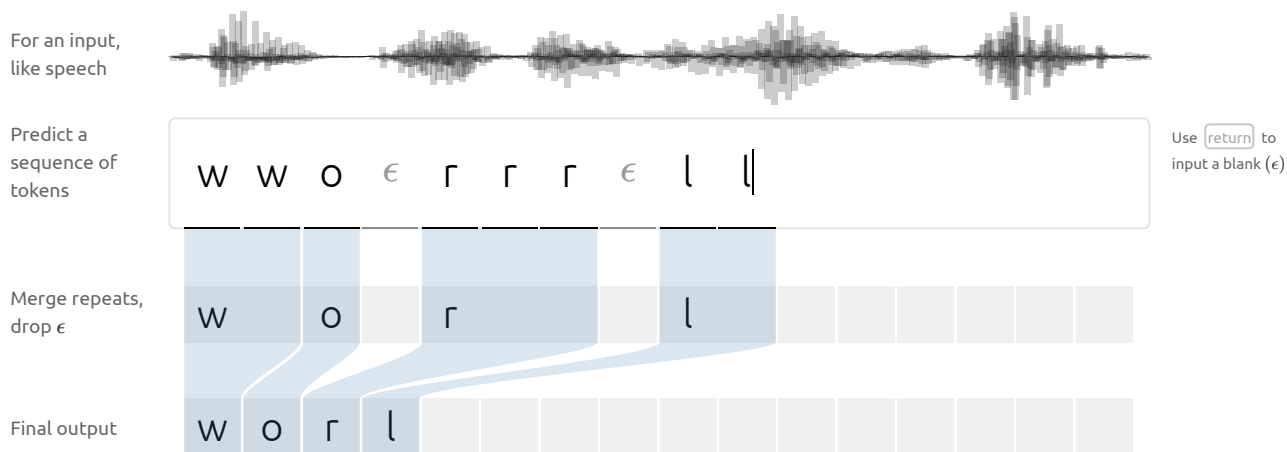 For an input,
like speech
Predict a
sequence of
tokens
w w o ϵ r r r ϵ l l
Use return to
input a blank (ϵ)
Merge repeats,
drop ϵ
w o r l
Final output
w o r l